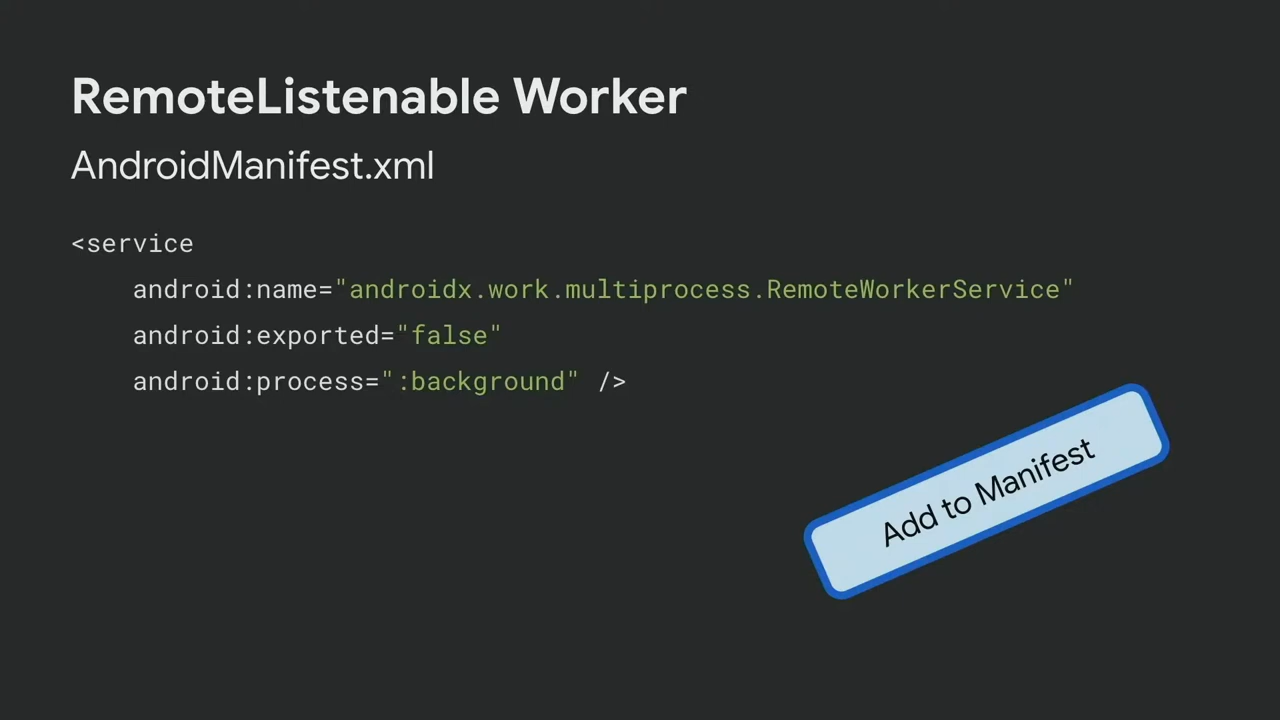 RemoteListenable Worker
AndroidManifest.xml
<service
android:name="androidx.work.multiprocess.RemoteWorkerService"
android:exported="false"
android:process=":background" />
Add to Manifest